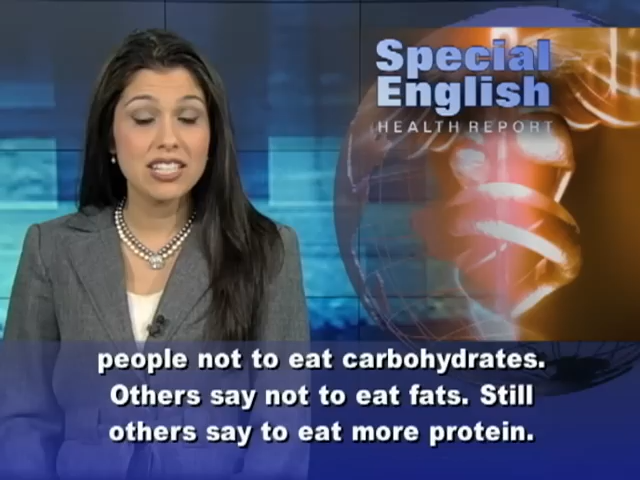 Special
English
HEALTH REPORT
people not to eat carbohydrates.
Others say not to eat fats. Still
others say to eat more protein.